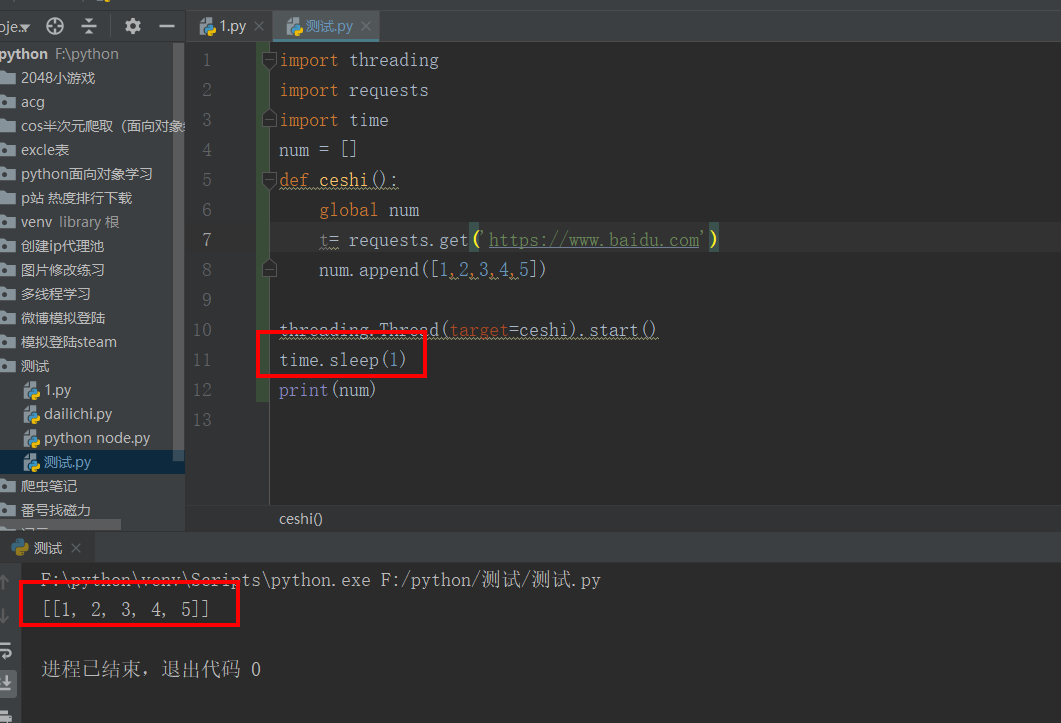 oje...
1.py
测试.py
python F:\python
2048小游戏
acg
cos半次元爬取（面向对象
excle表
python面向对象学习
p站 热度排行下载
venv library 根
创建ip代理池
图片修改练习
多线程学习
微博模拟登陆
模拟登陆steam
测试
1.py
dailichi.py
python node.py
测试.py
爬虫笔记
番号找磁力
1 import threading
2 import requests
3 import time
4 num = []
5 def ceshi():
6 global num
7 t= requests.get('https://www.baidu.com')
8 num.append([1,2,3,4,5])
9
10 threading.Thread(target=ceshi).start()
11 time.sleep(1)
12 print(num)
13
ceshi()
测试
F:\python\venv\Scripts\python.exe F:/python/测试/测试.py
[[1, 2, 3, 4, 5]]
进程已结束，退出代码 0